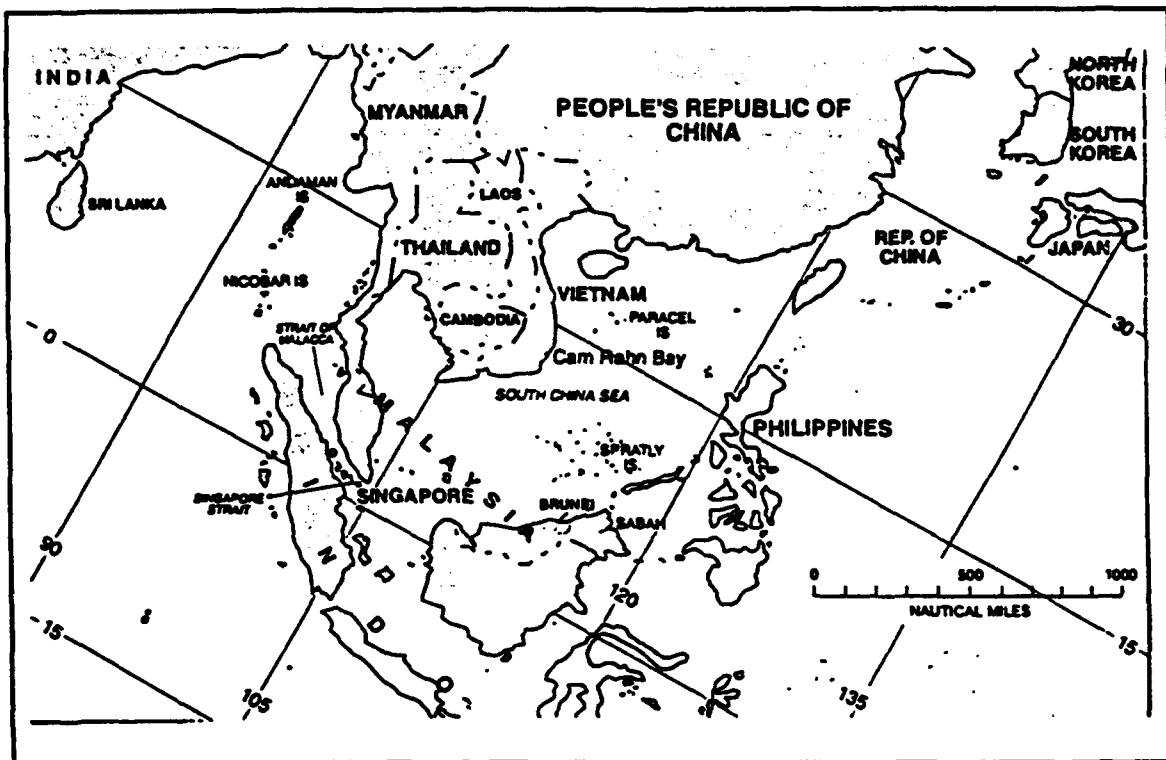 INDIA
MYANMAR
PEOPLE'S REPUBLIC OF
CHINA
NORTH
KOREA
SOUTH
KOREA
SRI LANKA
ANDAMAN
IS
LAOS
THAILAND
REP. OF
CHINA
JAPAN
NICOBAR IS
VIETNAM
PARACEL
IS
CAMBODIA
STRAIT OF
MALACCA
0
30
Cam Rahn Bay
SOUTH CHINA SEA
PHILIPPINES
MALAYSIA
SPRATLY
IS.
SINGAPORE
SINGAPORE
STRAIT
BRUNEI
SABAH
90
0 500 1000
NAUTICAL MILES
120
15
15
105
135
N
D
O